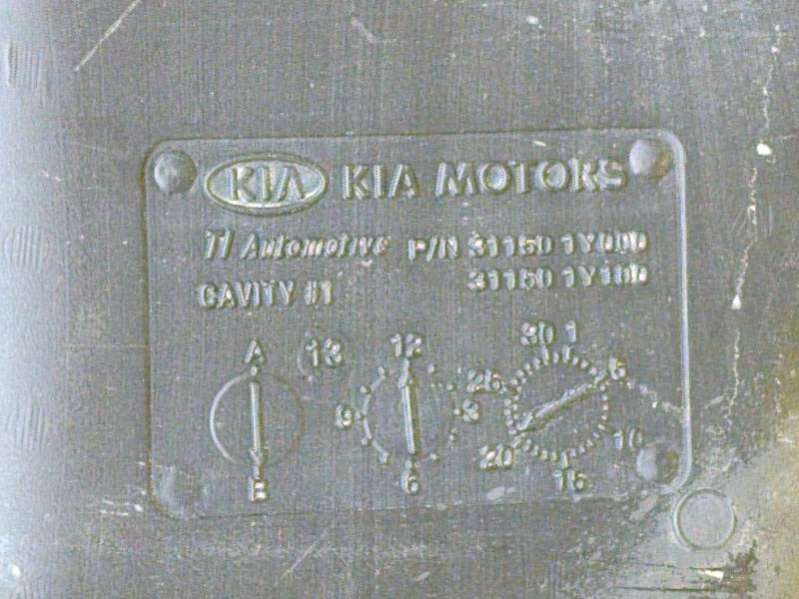 KIA KIA MOTORS
TI Automotive P/N 31150 1Y000
CAVITY #1 31150 1Y100
A 13 12 30 1
25 5
9 3
20 10
B 6 15